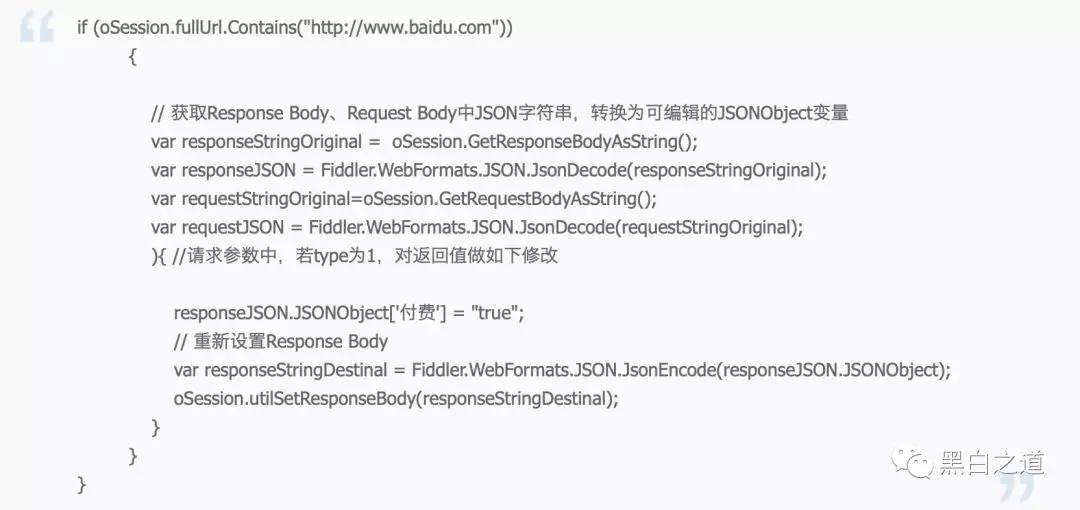 if (oSession.fullUrl.Contains("http://www.baidu.com"))
{
// 获取Response Body、Request Body中JSON字符串，转换为可编辑的JSONObject变量
var responseStringOriginal =  oSession.GetResponseBodyAsString();
var responseJSON = Fiddler.WebFormats.JSON.JsonDecode(responseStringOriginal);
var requestStringOriginal=oSession.GetRequestBodyAsString();
var requestJSON = Fiddler.WebFormats.JSON.JsonDecode(requestStringOriginal);
){ //请求参数中，若type为1，对返回值做如下修改
responseJSON.JSONObject['付费'] = "true";
// 重新设置Response Body
var responseStringDestinal = Fiddler.WebFormats.JSON.JsonEncode(responseJSON.JSONObject);
oSession.utilSetResponseBody(responseStringDestinal);
}
}
}
黑白之道